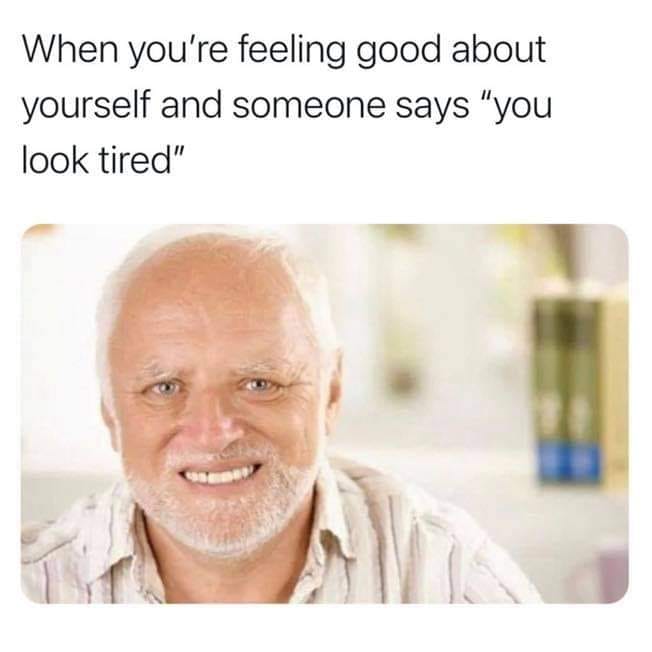 When you're feeling good about
yourself and someone says “you
look tired”